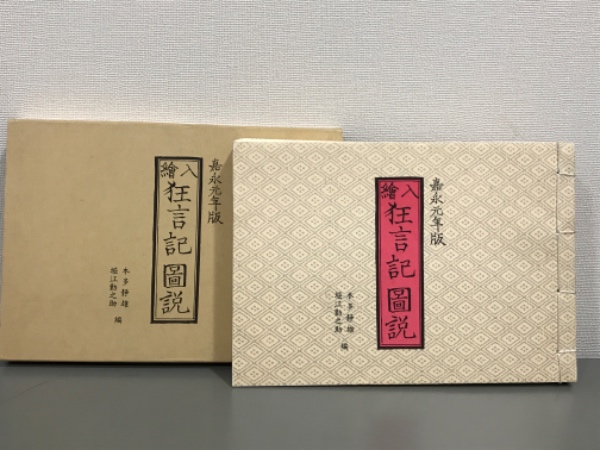 嘉永元年版
繪入
狂言記圖説
本多静雄
堀江勤之助
編
嘉永元年版
繪入
狂言記圖説
本多静雄
堀江勤之助
編